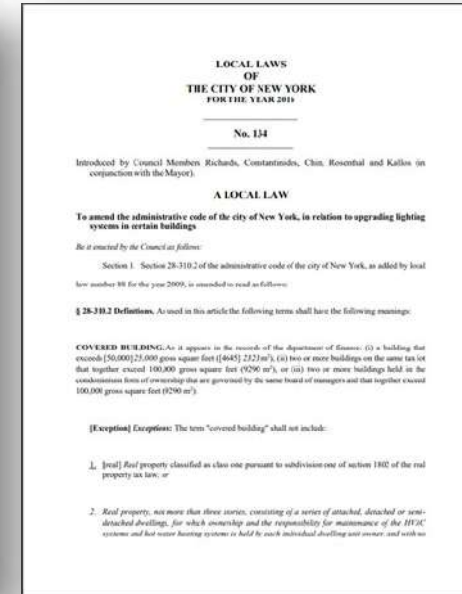 LOCAL LAWS
OF
THE CITY OF NEW YORK
FOR THE YEAR 2016
No. 134
Introduced by Council Members Richards, Constantinides, Chin, Rosenthal and Kallos (in
conjunction with the Mayor).
A LOCAL LAW
To amend the administrative code of the city of New York, in relation to upgrading lighting
systems in certain buildings
Be it enacted by the Council as follows:
Section 1. Section 28-310.2 of the administrative code of the city of New York, as added by local
law number 88 for the year 2009, is amended to read as follows:
§ 28-310.2 Definitions. As used in this article the following terms shall have the following meanings:
COVERED BUILDING. As it appears in the records of the department of finance: (i) a building that
exceeds [50,000] 25,000 gross square feet ([4645] 2323 m²), (ii) two or more buildings on the same tax lot
that together exceed 100,000 gross square feet (9290 m²), or (iii) two or more buildings held in the
condominium form of ownership that are governed by the same board of managers and that together exceed
100,000 gross square feet (9290 m²).
[Exception] Exceptions: The term "covered building" shall not include:
1. [real] Real property classified as class one pursuant to subdivision one of section 1802 of the real
property tax law; or
2. Real property, not more than three stories, consisting of a series of attached, detached or semi-
detached dwellings, for which ownership and the responsibility for maintenance of the HVAC
systems and hot water heating systems is held by each individual dwelling unit owner, and with no